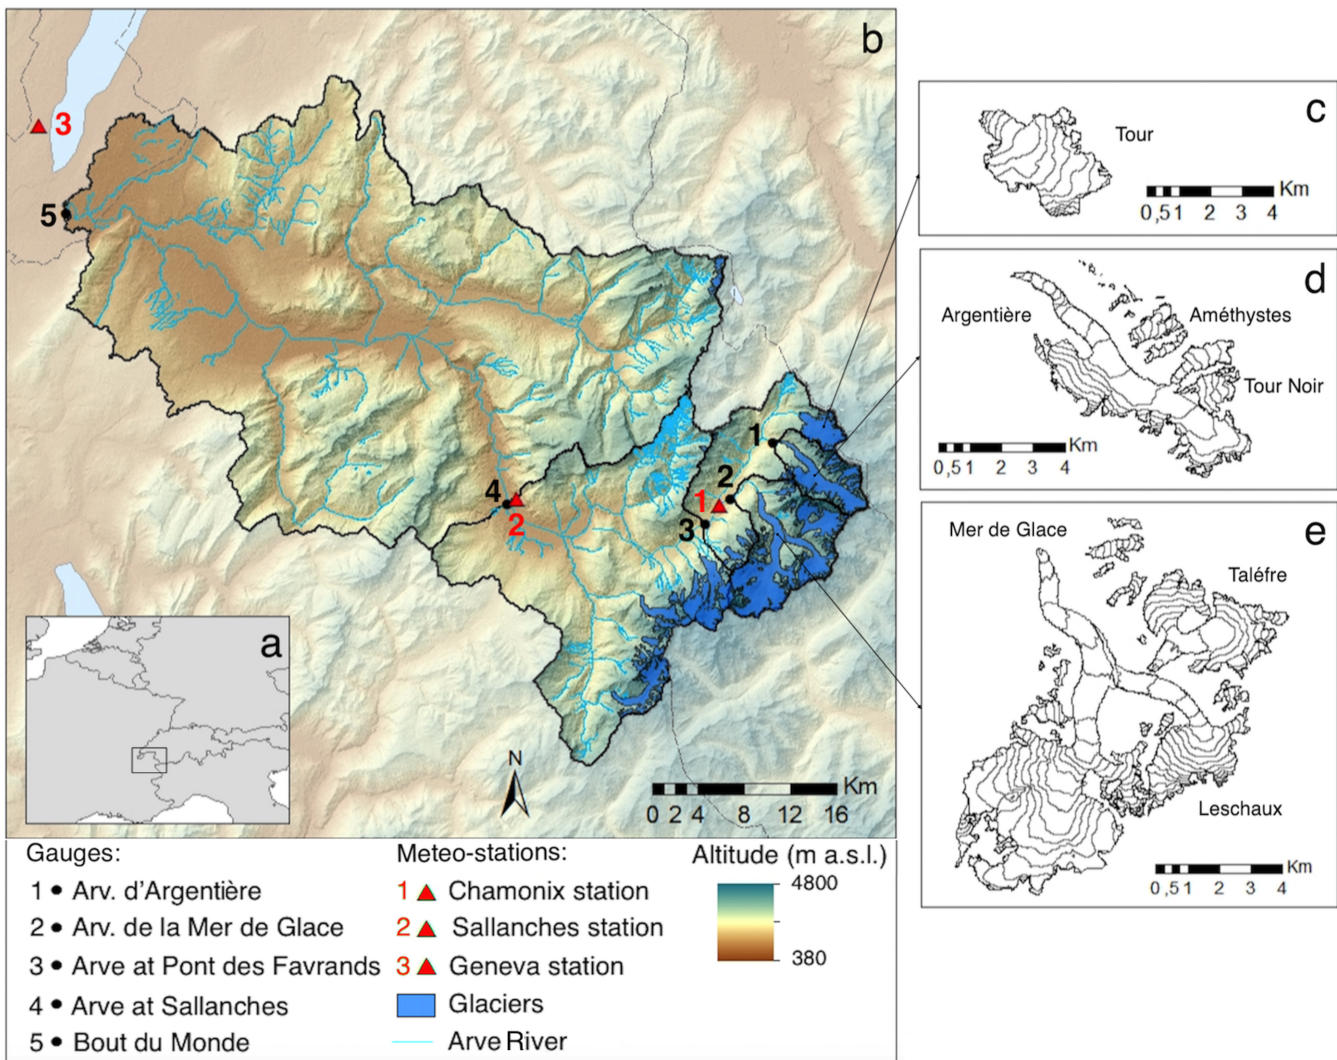 b
3
5
1
2
1
4
2
3
a
N
Km
0 2 4 8 12 16
c
Tour
Km
0,5 1 2 3 4
d
Argentière
Améthystes
Tour Noir
Km
0,5 1 2 3 4
e
Mer de Glace
Taléfre
Leschaux
Km
0,5 1 2 3 4
Gauges:
1 • Arv. d'Argentière
2 • Arv. de la Mer de Glace
3 • Arve at Pont des Favrands
4 • Arve at Sallanches
5 • Bout du Monde
Meteo-stations:
1 Chamonix station
2 Sallanches station
3 Geneva station
Glaciers
Arve River
Altitude (m a.s.l.)
4800
380